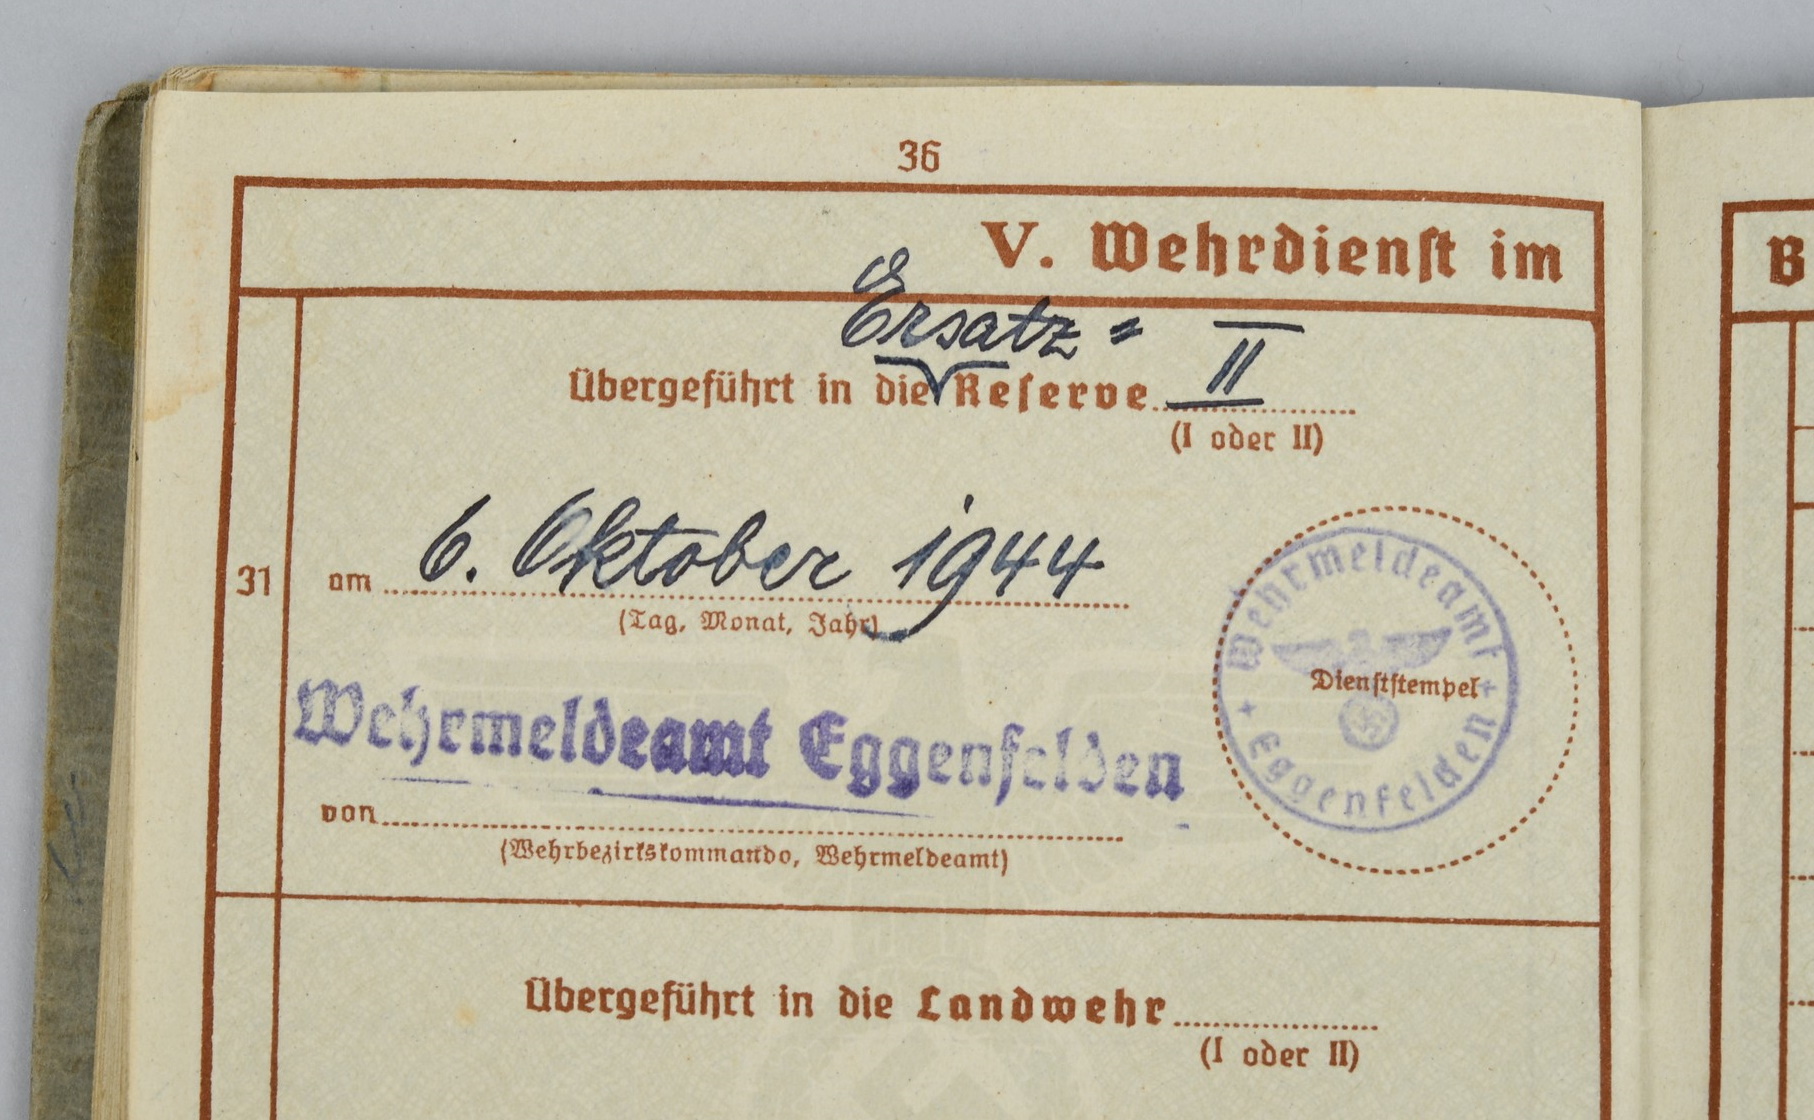 36
V. Wehrdienst im
B
Ersatz=
Übergeführt in die Reserve II
(I oder II)
31
am 6. Oktober 1944
(Tag, Monat, Jahr)
Wehrmeldeamt
Dienststempel
Eggenfelden
Wehrmeldeamt Eggenfelden
von
(Wehrbezirkskommando, Wehrmeldeamt)
Übergeführt in die Landwehr
(I oder II)